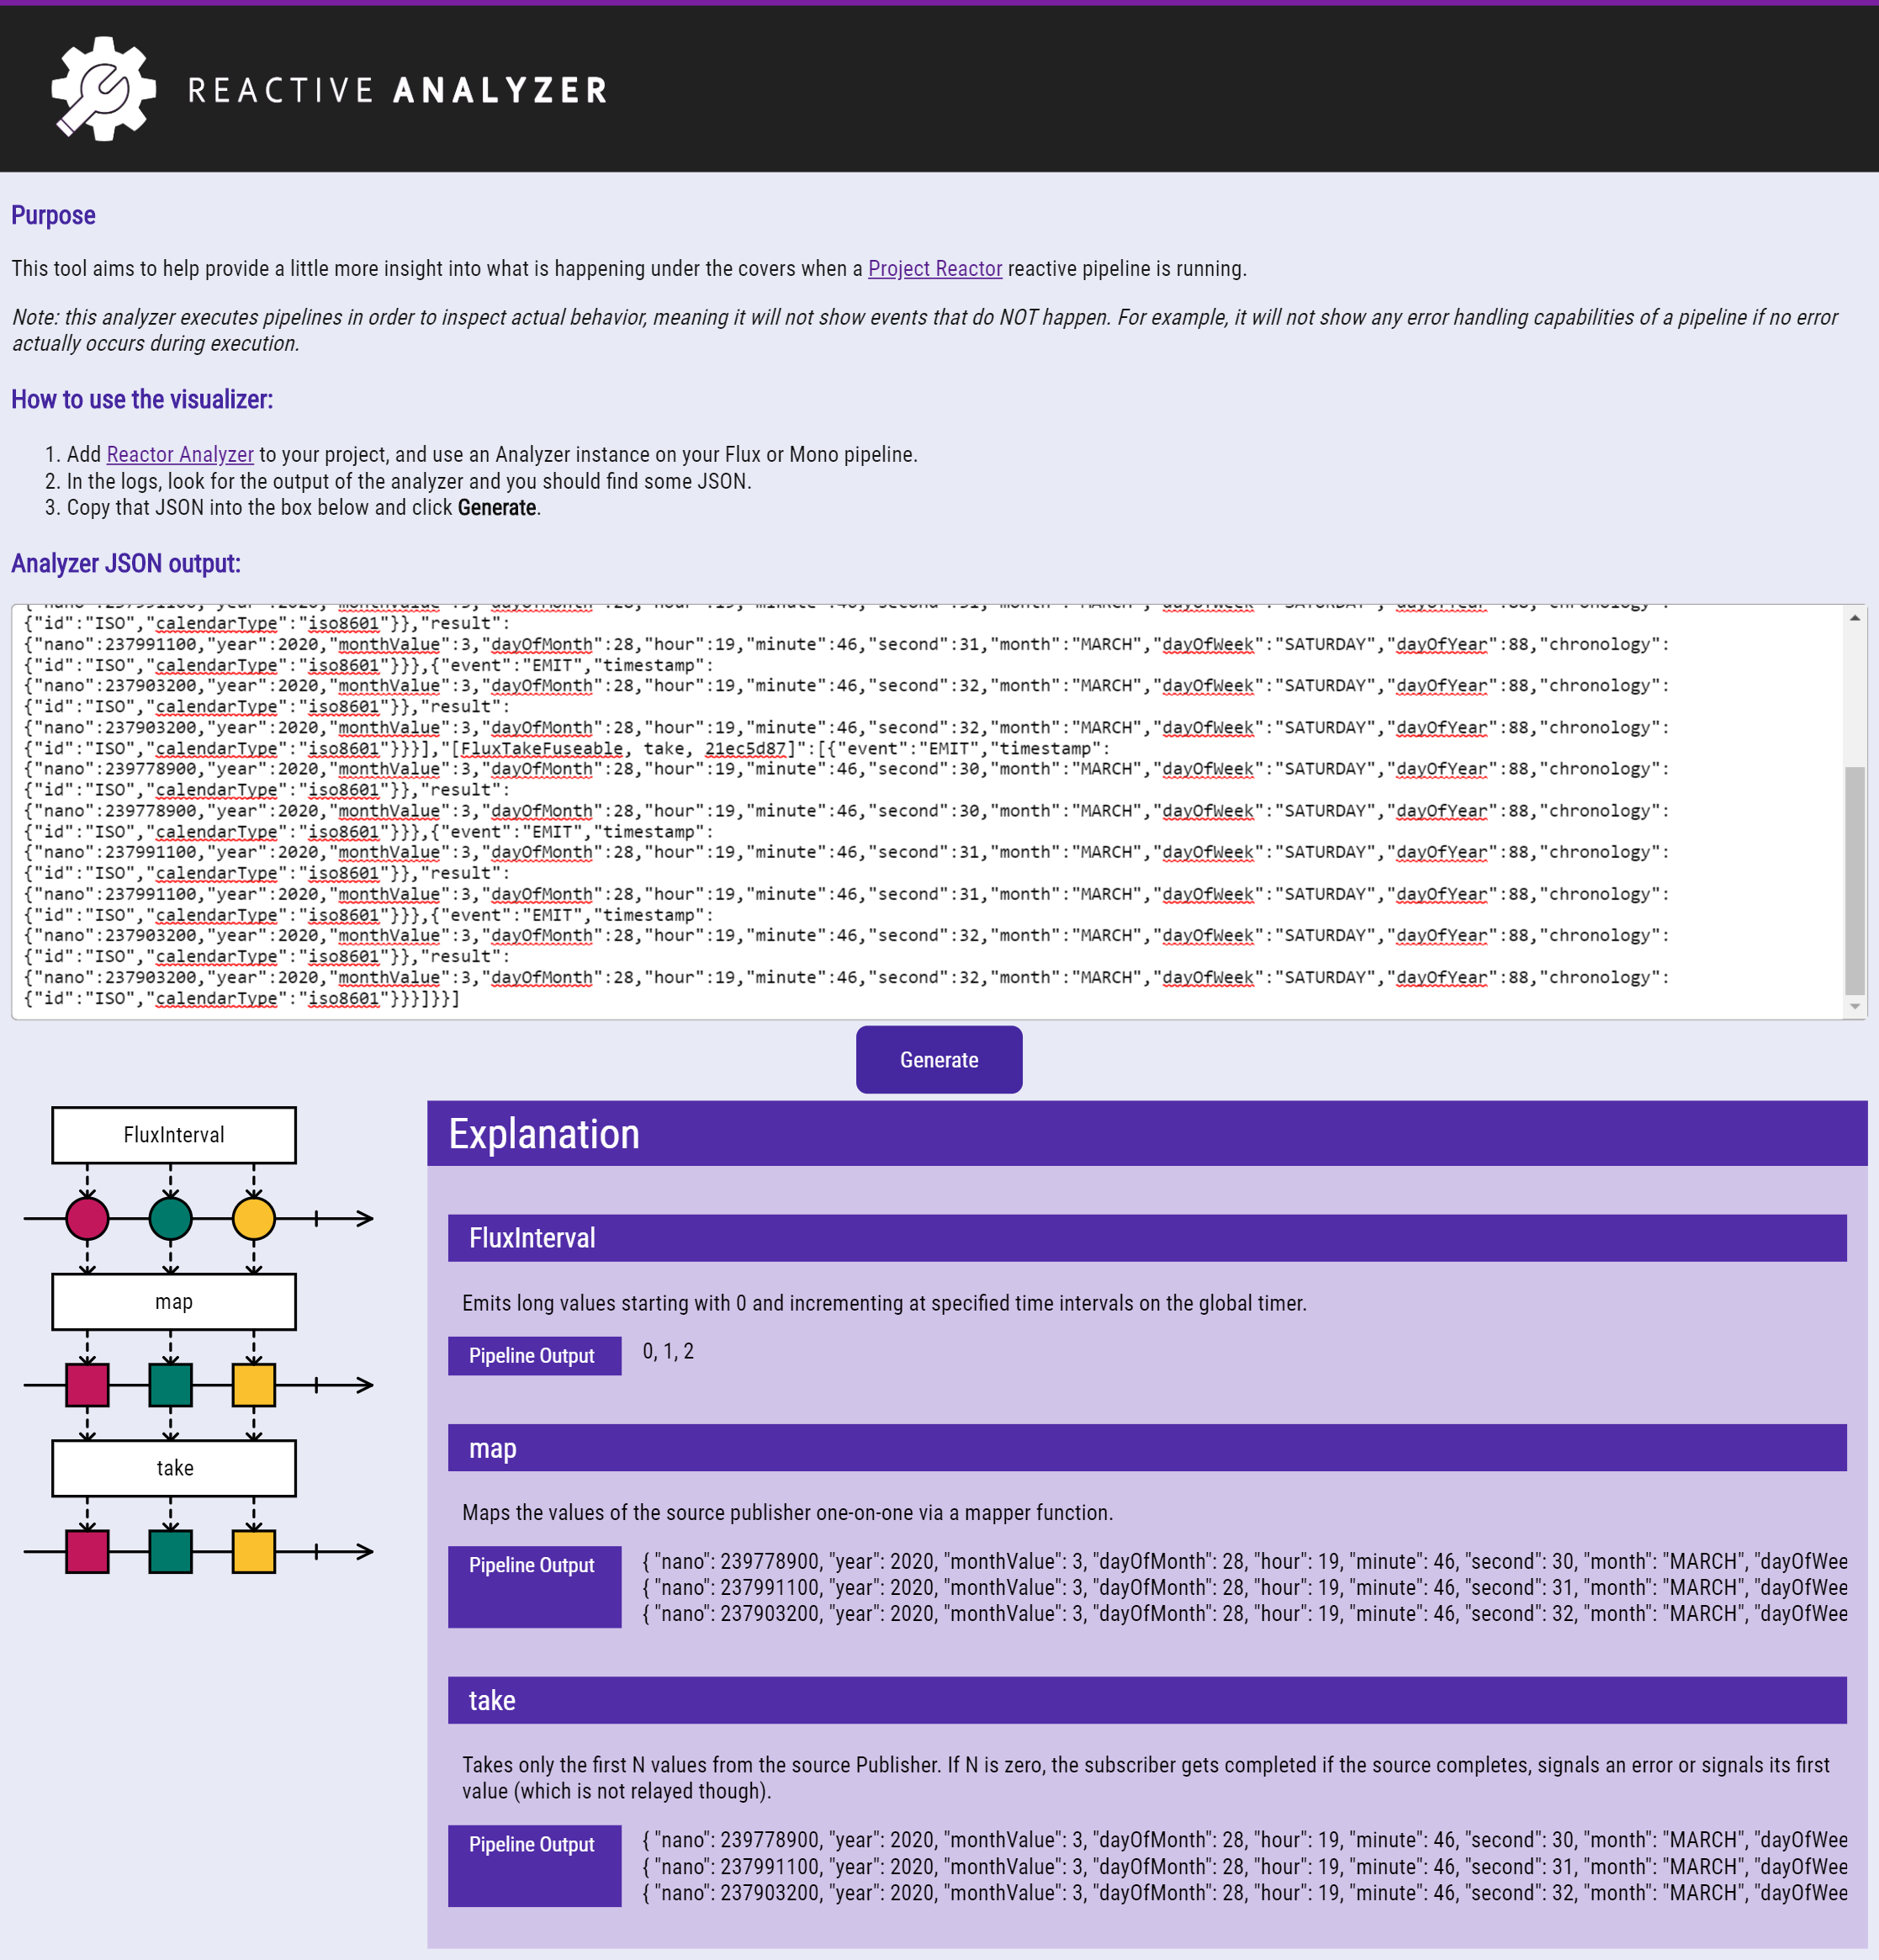 REACTIVE ANALYZER
Purpose
This tool aims to help provide a little more insight into what is happening under the covers when a Project Reactor reactive pipeline is running.
Note: this analyzer executes pipelines in order to inspect actual behavior, meaning it will not show events that do NOT happen. For example, it will not show any error handling capabilities of a pipeline if no error
actually occurs during execution.
How to use the visualizer:
1. Add Reactor Analyzer to your project, and use an Analyzer instance on your Flux or Mono pipeline.
2. In the logs, look for the output of the analyzer and you should find some JSON.
3. Copy that JSON into the box below and click Generate.
Analyzer JSON output:
{"nano":237991100,"year":2020,"monthValue":3,"dayOfMonth":28,"hour":19,"minute":46,"second":31,"month":"MARCH","dayOfWeek":"SATURDAY","dayOfYear":88,"chronology":
{"id":"ISO","calendarType":"iso8601"}},"result":
{"nano":237991100,"year":2020,"monthValue":3,"dayOfMonth":28,"hour":19,"minute":46,"second":31,"month":"MARCH","dayOfWeek":"SATURDAY","dayOfYear":88,"chronology":
{"id":"ISO","calendarType":"iso8601"}}},{"event":"EMIT","timestamp":
{"nano":237903200,"year":2020,"monthValue":3,"dayOfMonth":28,"hour":19,"minute":46,"second":32,"month":"MARCH","dayOfWeek":"SATURDAY","dayOfYear":88,"chronology":
{"id":"ISO","calendarType":"iso8601"}},"result":
{"nano":237903200,"year":2020,"monthValue":3,"dayOfMonth":28,"hour":19,"minute":46,"second":32,"month":"MARCH","dayOfWeek":"SATURDAY","dayOfYear":88,"chronology":
{"id":"ISO","calendarType":"iso8601"}}}],"[FluxTakeFuseable, take, 21ec5d87]":[{"event":"EMIT","timestamp":
{"nano":239778900,"year":2020,"monthValue":3,"dayOfMonth":28,"hour":19,"minute":46,"second":30,"month":"MARCH","dayOfWeek":"SATURDAY","dayOfYear":88,"chronology":
{"id":"ISO","calendarType":"iso8601"}},"result":
{"nano":239778900,"year":2020,"monthValue":3,"dayOfMonth":28,"hour":19,"minute":46,"second":30,"month":"MARCH","dayOfWeek":"SATURDAY","dayOfYear":88,"chronology":
{"id":"ISO","calendarType":"iso8601"}}},{"event":"EMIT","timestamp":
{"nano":237991100,"year":2020,"monthValue":3,"dayOfMonth":28,"hour":19,"minute":46,"second":31,"month":"MARCH","dayOfWeek":"SATURDAY","dayOfYear":88,"chronology":
{"id":"ISO","calendarType":"iso8601"}},"result":
{"nano":237991100,"year":2020,"monthValue":3,"dayOfMonth":28,"hour":19,"minute":46,"second":31,"month":"MARCH","dayOfWeek":"SATURDAY","dayOfYear":88,"chronology":
{"id":"ISO","calendarType":"iso8601"}}},{"event":"EMIT","timestamp":
{"nano":237903200,"year":2020,"monthValue":3,"dayOfMonth":28,"hour":19,"minute":46,"second":32,"month":"MARCH","dayOfWeek":"SATURDAY","dayOfYear":88,"chronology":
{"id":"ISO","calendarType":"iso8601"}},"result":
{"nano":237903200,"year":2020,"monthValue":3,"dayOfMonth":28,"hour":19,"minute":46,"second":32,"month":"MARCH","dayOfWeek":"SATURDAY","dayOfYear":88,"chronology":
{"id":"ISO","calendarType":"iso8601"}}}]}}]
Generate
FluxInterval
map
take
Explanation
FluxInterval
Emits long values starting with 0 and incrementing at specified time intervals on the global timer.
Pipeline Output
0, 1, 2
map
Maps the values of the source publisher one-on-one via a mapper function.
Pipeline Output
{ "nano": 239778900, "year": 2020, "monthValue": 3, "dayOfMonth": 28, "hour": 19, "minute": 46, "second": 30, "month": "MARCH", "dayOfWee
{ "nano": 237991100, "year": 2020, "monthValue": 3, "dayOfMonth": 28, "hour": 19, "minute": 46, "second": 31, "month": "MARCH", "dayOfWee
{ "nano": 237903200, "year": 2020, "monthValue": 3, "dayOfMonth": 28, "hour": 19, "minute": 46, "second": 32, "month": "MARCH", "dayOfWee
take
Takes only the first N values from the source Publisher. If N is zero, the subscriber gets completed if the source completes, signals an error or signals its first
value (which is not relayed though).
Pipeline Output
{ "nano": 239778900, "year": 2020, "monthValue": 3, "dayOfMonth": 28, "hour": 19, "minute": 46, "second": 30, "month": "MARCH", "dayOfWee
{ "nano": 237991100, "year": 2020, "monthValue": 3, "dayOfMonth": 28, "hour": 19, "minute": 46, "second": 31, "month": "MARCH", "dayOfWee
{ "nano": 237903200, "year": 2020, "monthValue": 3, "dayOfMonth": 28, "hour": 19, "minute": 46, "second": 32, "month": "MARCH", "dayOfWee